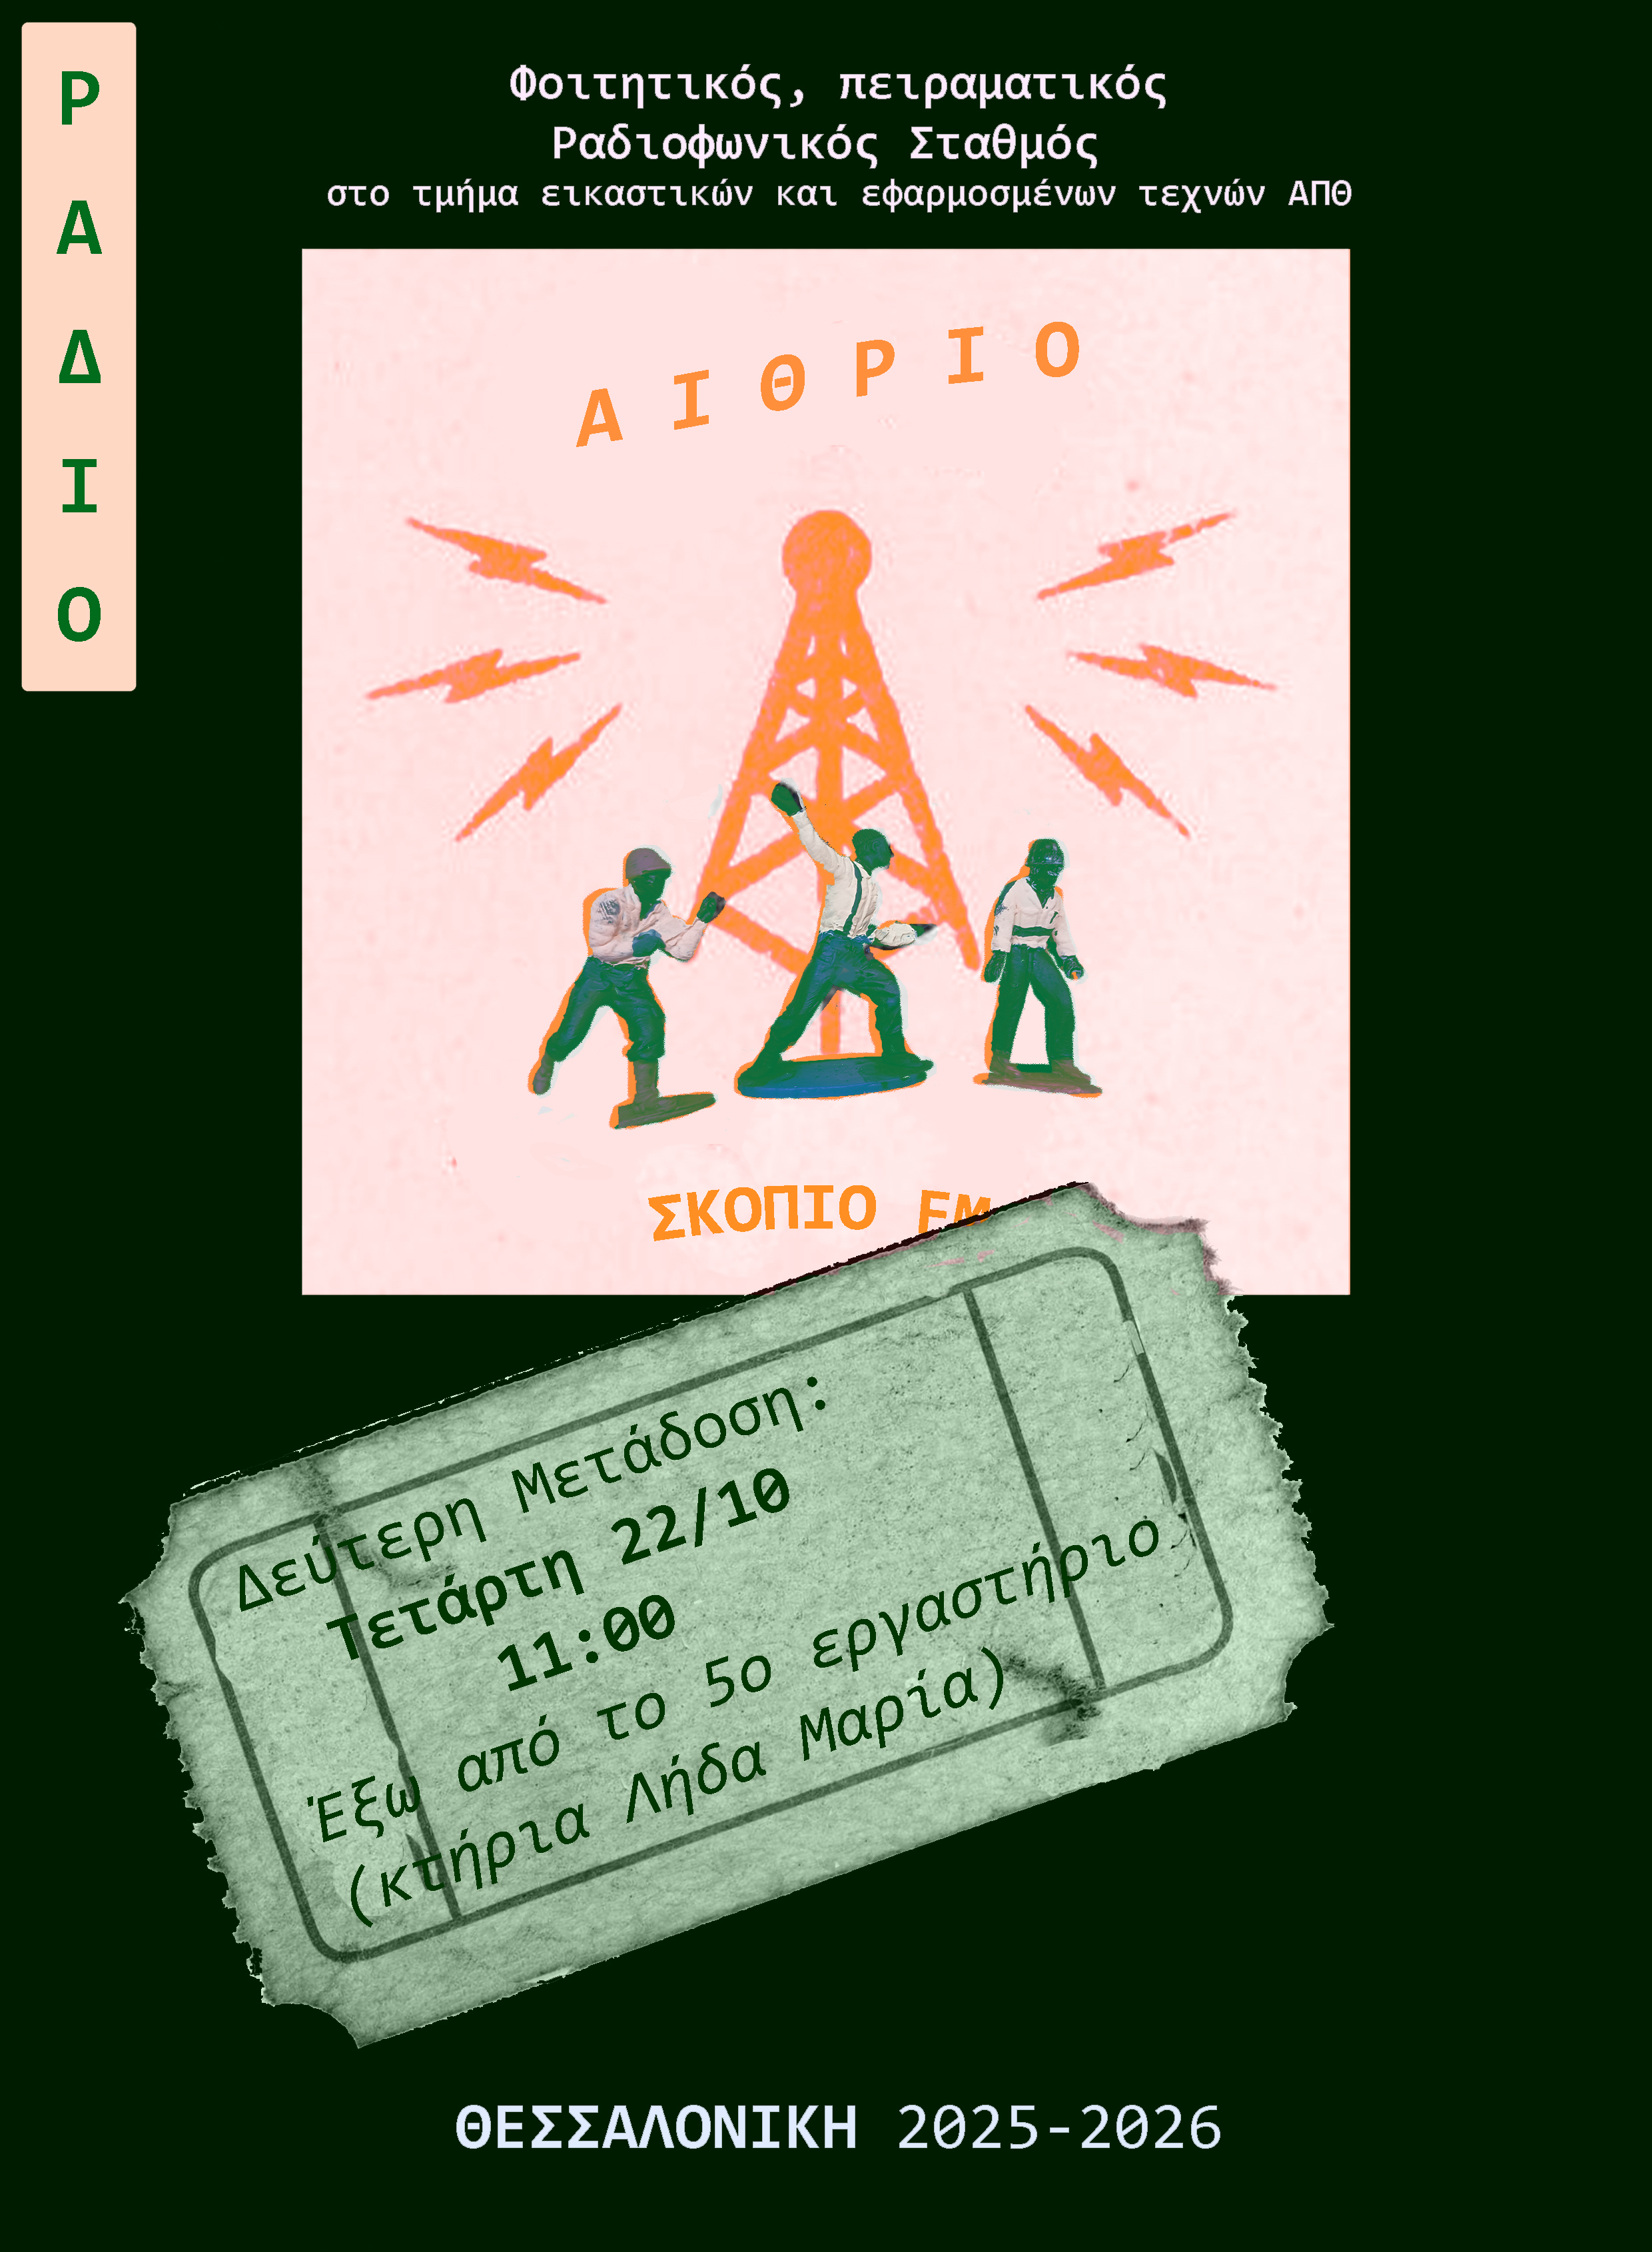 ΡΑΔΙΟ
Φοιτητικός, πειραματικός
Ραδιοφωνικός Σταθμός
στο τμήμα εικαστικών και εφαρμοσμένων τεχνών ΑΠΘ
ΑΙΘΡΙΟ
ΣΚΟΠΙΟ FM
Δεύτερη Μετάδοση:
Τετάρτη 22/10
11:00
Έξω από το 5ο εργαστήριο
(κτήρια Λήδα Μαρία)
ΘΕΣΣΑΛΟΝΙΚΗ 2025-2026